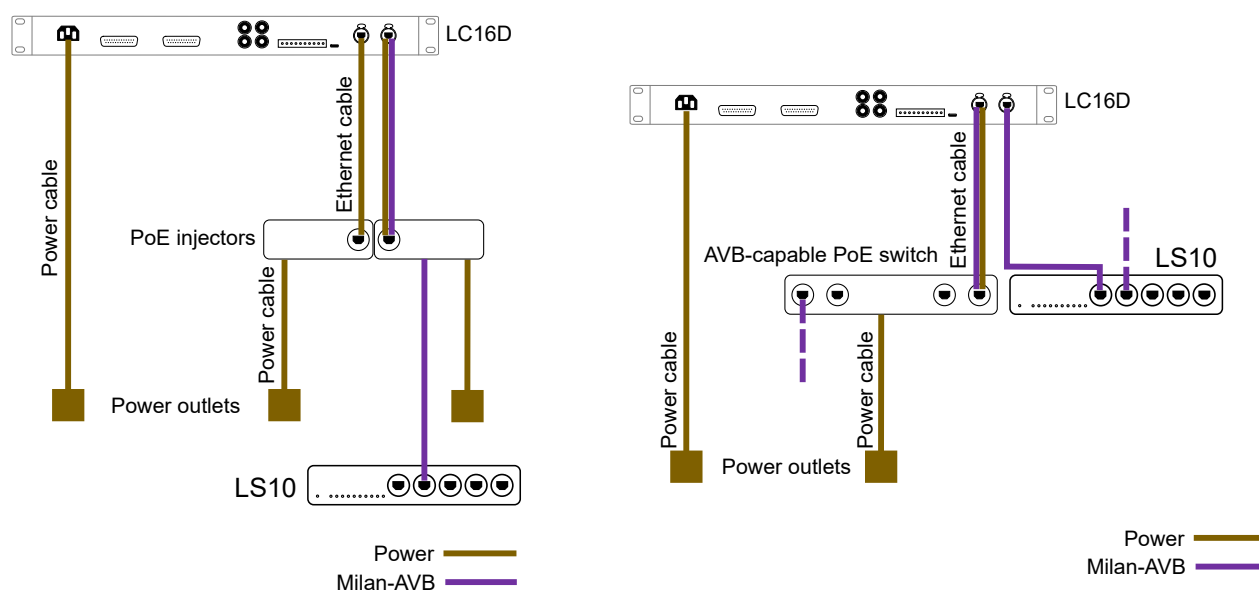 LC16D
Power cable
Ethernet cable
PoE injectors
Power cable
Power outlets
LS10
Power
Milan-AVB
LC16D
Ethernet cable
AVB-capable PoE switch
LS10
Power cable
Power cable
Power outlets
Power
Milan-AVB